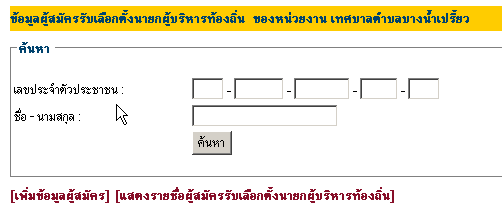 ข้อมูลผู้สมัครรับเลือกตั้งนายกผู้บริหารท้องถิ่น ของหน่วยงาน เทศบาลตำบลบางน้ำเปรี้ยว
ค้นหา
เลขประจำตัวประชาชน : - - - -
ชื่อ - นามสกุล :
ค้นหา
[เพิ่มข้อมูลผู้สมัคร] [แสดงรายชื่อผู้สมัครรับเลือกตั้งนายกผู้บริหารท้องถิ่น]